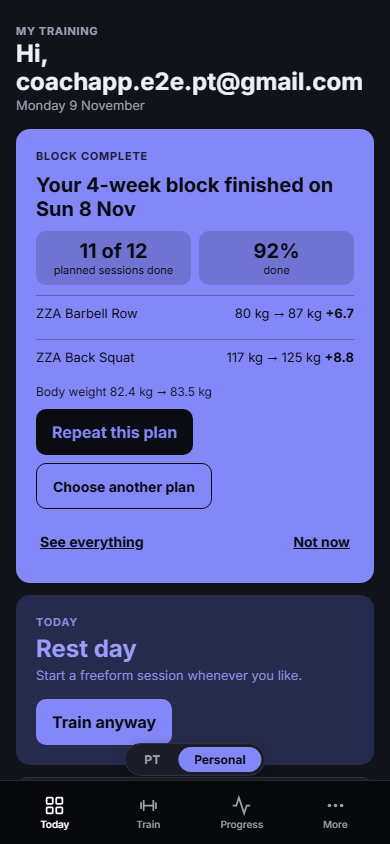 MY TRAINING
Hi,
coachapp.e2e.pt@gmail.com
Monday 9 November
BLOCK COMPLETE
Your 4-week block finished on
Sun 8 Nov
11 of 12
planned sessions done
92%
done
ZZA Barbell Row
80 kg → 87 kg +6.7
ZZA Back Squat
117 kg → 125 kg +8.8
Body weight 82.4 kg → 83.5 kg
Repeat this plan
Choose another plan
See everything
Not now
TODAY
Rest day
Start a freeform session whenever you like.
Train anyway
PT
Personal
Today
Train
Progress
More